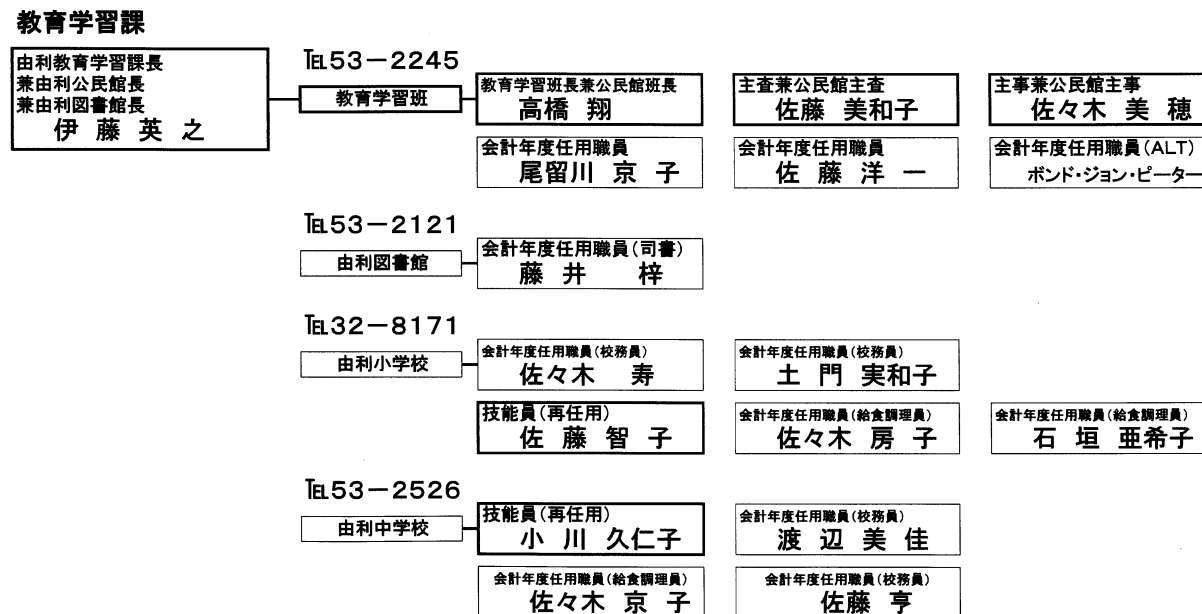 教育学習課
由利教育学習課長
兼由利公民館長
兼由利図書館長
伊藤英之
℡53−2245
教育学習班
教育学習班長兼公民館班長
高橋 翔
主査兼公民館主査
佐藤 美和子
主事兼公民館主事
佐々木 美 穂
会計年度任用職員
尾留川 京 子
会計年度任用職員
佐 藤 洋 一
会計年度任用職員(ALT)
ボンド・ジョン・ピーター
℡53−2121
由利図書館
会計年度任用職員(司書)
藤 井 梓
℡32−8171
由利小学校
会計年度任用職員(校務員)
佐々木 寿
会計年度任用職員(校務員)
土 門 実和子
技能員(再任用)
佐 藤 智 子
会計年度任用職員(給食調理員)
佐々木 房 子
会計年度任用職員(給食調理員)
石 垣 亜希子
℡53−2526
由利中学校
技能員(再任用)
小 川 久仁子
会計年度任用職員(校務員)
渡 辺 美 佳
会計年度任用職員(給食調理員)
佐々木 京 子
会計年度任用職員(校務員)
佐藤 亨